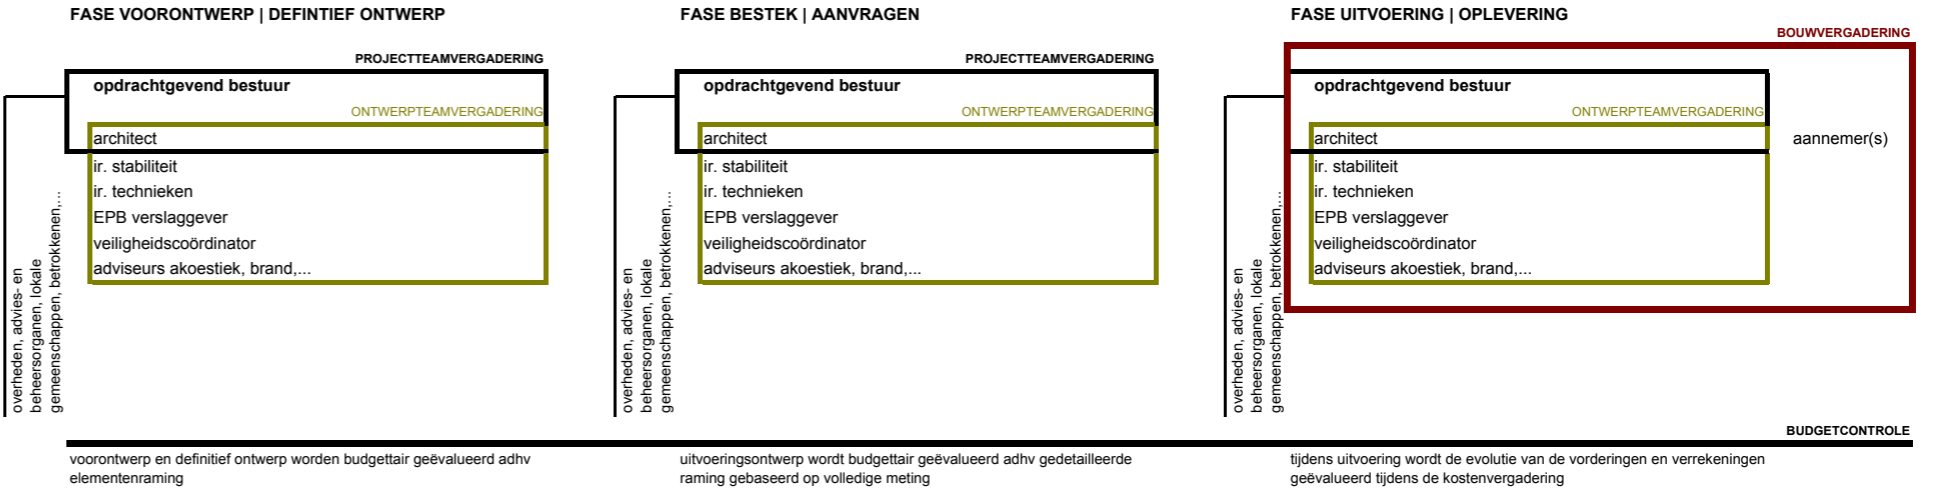 FASE VOORONTWERP | DEFINTIEF ONTWERP
PROJECTTEAMVERGADERING
opdrachtgevend bestuur
ONTWERPTEAMVERGADERING
architect
ir. stabiliteit
ir. technieken
EPB verslaggever
veiligheidscoördinator
adviseurs akoestiek, brand,...
overheden, advies- en
beheersorganen, lokale
gemeenschappen, betrokkenen,...
FASE BESTEK | AANVRAGEN
PROJECTTEAMVERGADERING
opdrachtgevend bestuur
ONTWERPTEAMVERGADERING
architect
ir. stabiliteit
ir. technieken
EPB verslaggever
veiligheidscoördinator
adviseurs akoestiek, brand,...
overheden, advies- en
beheersorganen, lokale
gemeenschappen, betrokkenen,...
FASE UITVOERING | OPLEVERING
BOUWVERGADERING
opdrachtgevend bestuur
ONTWERPTEAMVERGADERING
architect
aannemer(s)
ir. stabiliteit
ir. technieken
EPB verslaggever
veiligheidscoördinator
adviseurs akoestiek, brand,...
overheden, advies- en
beheersorganen, lokale
gemeenschappen, betrokkenen,...
BUDGETCONTROLE
voorontwerp en definitief ontwerp worden budgettair geëvalueerd adhv
elementenraming
uitvoeringsontwerp wordt budgettair geëvalueerd adhv gedetailleerde
raming gebaseerd op volledige meting
tijdens uitvoering wordt de evolutie van de vorderingen en verrekeningen
geëvalueerd tijdens de kostenvergadering